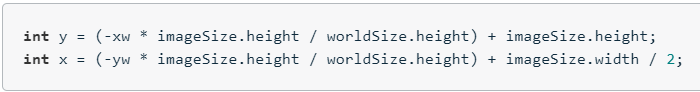 int y = (-xw * imageSize.height / worldSize.height) + imageSize.height;
int x = (-yw * imageSize.height / worldSize.height) + imageSize.width / 2;